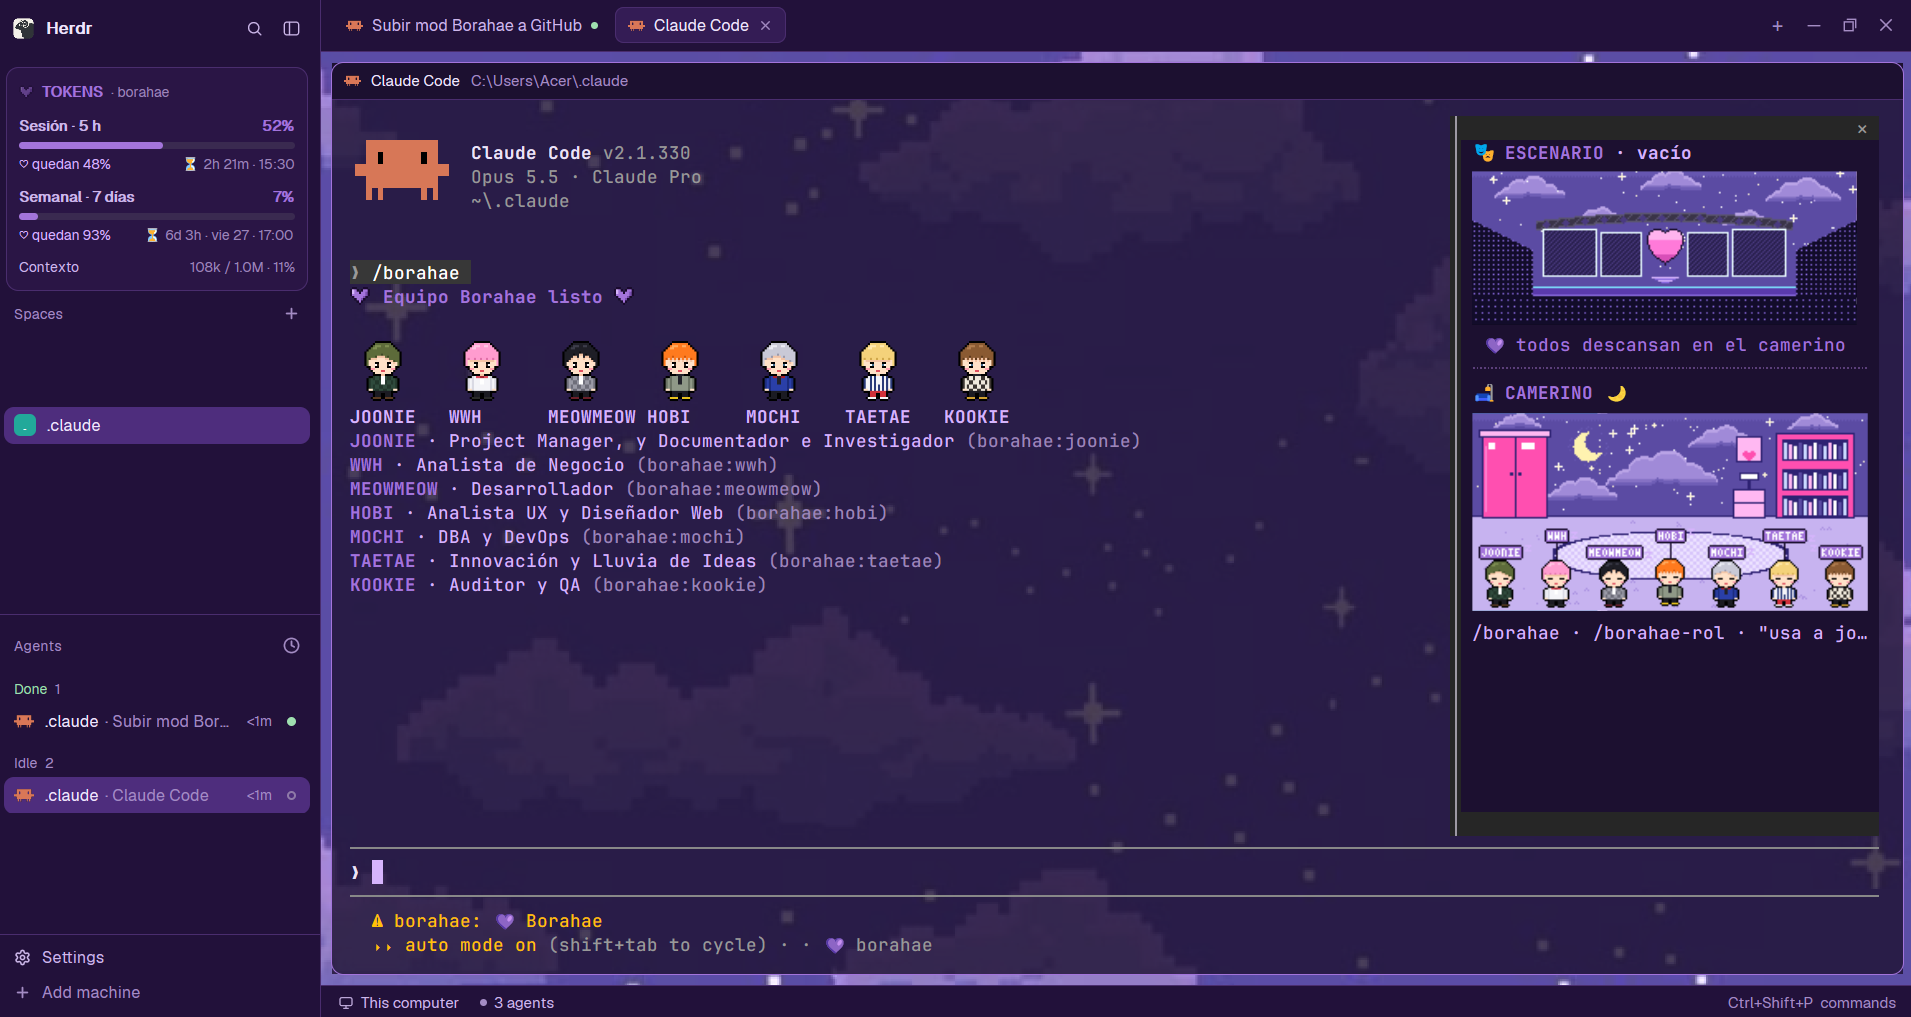 Herdr
TOKENS · borahae
Sesión · 5 h 52%
quedan 48% 2h 21m · 15:30
Semanal · 7 días 7%
quedan 93% 6d 3h · vie 27 · 17:00
Contexto 108k / 1.0M · 11%
Spaces
.claude
Agents
Done 1
.claude · Subir mod Bor... <1m
Idle 2
.claude · Claude Code <1m
Settings
Add machine
Subir mod Borahae a GitHub
Claude Code
Claude Code C:\Users\Acer\.claude
Claude Code v2.1.330
Opus 5.5 · Claude Pro
~\.claude
/borahae
Equipo Borahae listo
JOONIE WWH MEOWMEOW HOBI MOCHI TAETAE KOOKIE
JOONIE · Project Manager, y Documentador e Investigador (borahae:joonie)
WWH · Analista de Negocio (borahae:wwh)
MEOWMEOW · Desarrollador (borahae:meowmeow)
HOBI · Analista UX y Diseñador Web (borahae:hobi)
MOCHI · DBA y DevOps (borahae:mochi)
TAETAE · Innovación y Lluvia de Ideas (borahae:taetae)
KOOKIE · Auditor y QA (borahae:kookie)
ESCENARIO · vacío
todos descansan en el camerino
CAMERINO
WWH HOBI TAETAE
JOONIE MEOWMEOW MOCHI KOOKIE
/borahae · /borahae-rol · "usa a jo…
borahae: Borahae
auto mode on (shift+tab to cycle) · · borahae
This computer 3 agents
Ctrl+Shift+P commands